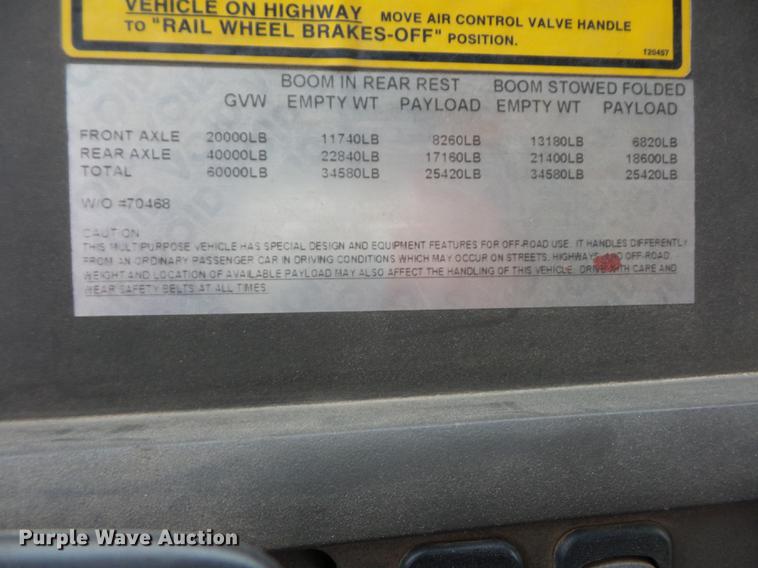 VEHICLE ON HIGHWAY MOVE AIR CONTROL VALVE HANDLE
TO "RAIL WHEEL BRAKES-OFF" POSITION.
120457
BOOM IN REAR REST BOOM STOWED FOLDED
GVW EMPTY WT PAYLOAD EMPTY WT PAYLOAD
FRONT AXLE 20000LB 11740LB 8260LB 13180LB 6820LB
REAR AXLE 40000LB 22840LB 17160LB 21400LB 18600LB
TOTAL 60000LB 34580LB 25420LB 34580LB 25420LB
W/O #70468
CAUTION
THIS MULTIPURPOSE VEHICLE HAS SPECIAL DESIGN AND EQUIPMENT FEATURES FOR OFF-ROAD USE. IT HANDLES DIFFERENTLY
FROM AN ORDINARY PASSENGER CAR IN DRIVING CONDITIONS WHICH MAY OCCUR ON STREETS, HIGHWAYS, AND OFF-ROAD
WEIGHT AND LOCATION OF AVAILABLE PAYLOAD MAY ALSO AFFECT THE HANDLING OF THIS VEHICLE. DRIVE WITH CARE AND
WEAR SAFETY BELTS AT ALL TIMES
Purple Wave Auction